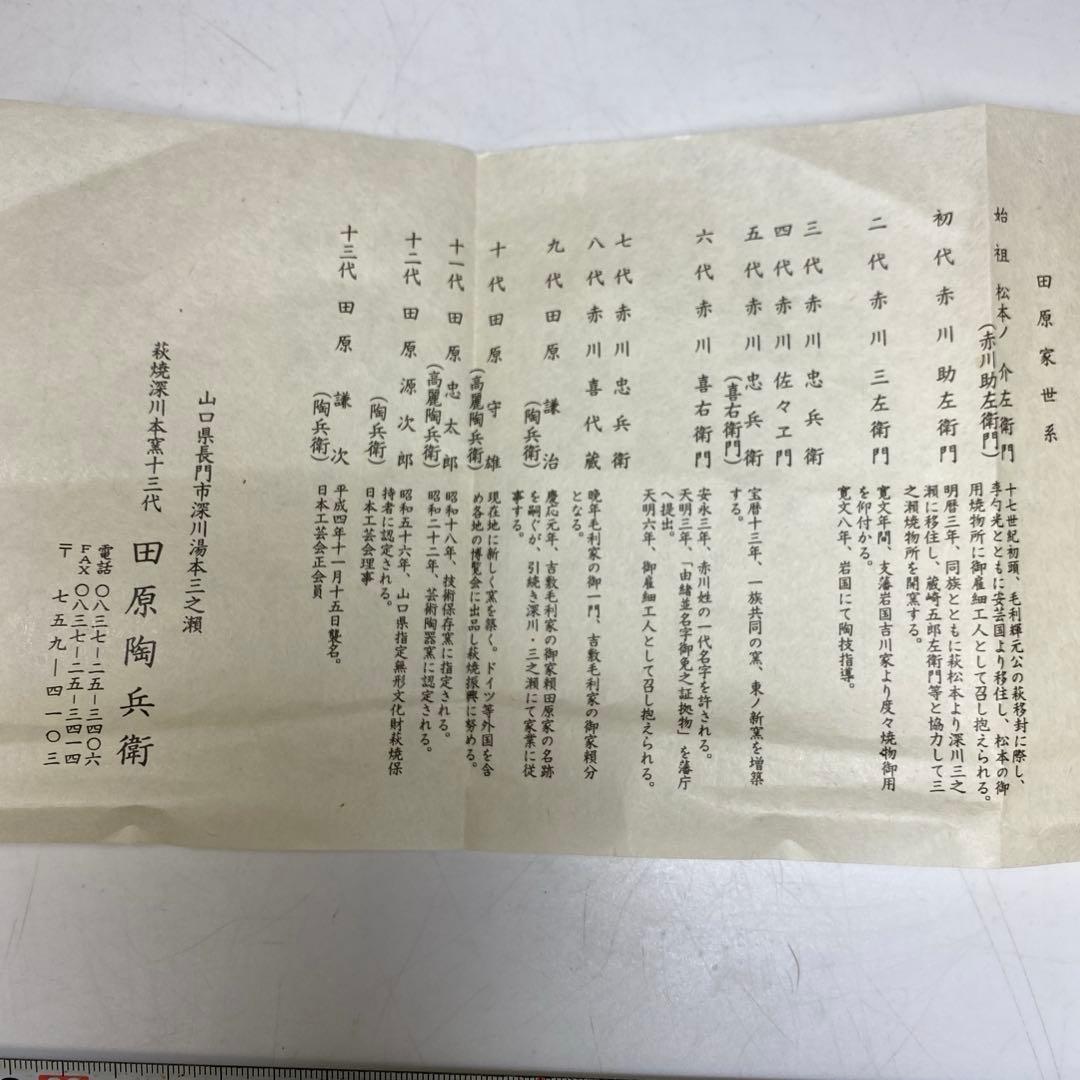 田原家世系
始祖 松本ノ介左衛門
(赤川助左衛門)
十七世紀初頭、毛利輝元公の萩移封に際し、
李勺光とともに安芸国より移住し、松本の御
用焼物所に御雇細工人として召し抱えられる。
初代 赤川助左衛門
明暦三年、同族とともに萩松本より深川三之
瀬に移住し、蔵崎五郎左衛門等と協力して三
之瀬焼物所を開窯する。
二代 赤川三左衛門
寛文年間、支藩岩国吉川家より度々焼物御用
を仰付かる。
寛文八年、岩国にて陶技指導。
三代 赤川忠兵衛
四代 赤川佐々ヱ門
五代 赤川忠兵衛
(喜右衛門)
宝暦十三年、一族共同の窯、東ノ新窯を増築
する。
六代 赤川喜右衛門
安永三年、赤川姓の一代名字を許される。
天明三年、「由緒並名字御免之証拠物」を藩庁
へ提出。
天明六年、御雇細工人として召し抱えられる。
七代 赤川忠兵衛
八代 赤川喜代蔵
晩年毛利家の御一門、吉敷毛利家の御家頼分
となる。
九代 田原謙治
(陶兵衛)
慶応元年、吉敷毛利家の御家頼田原家の名跡
を嗣ぐが、引続き深川・三之瀬にて家業に従
事する。
十代 田原守雄
(高麗陶兵衛)
現在地に新しく窯を築く。ドイツ等外国を含
め各地の博覧会に出品し萩焼振興に努める。
十一代 田原忠太郎
(高麗陶兵衛)
昭和十八年、技術保存窯に指定される。
昭和二十二年、芸術陶器窯に認定される。
十二代 田原源次郎
(陶兵衛)
昭和五十六年、山口県指定無形文化財萩焼保
持者に認定される。
日本工芸会理事
十三代 田原謙次
(陶兵衛)
平成四年十一月十五日襲名。
日本工芸会正会員
山口県長門市深川湯本三之瀬
萩焼深川本窯十三代 田原陶兵衛
電話 〇八三七-二五-三四〇六
FAX 〇八三七-二五-三四一四
〒 七五九-四一〇三